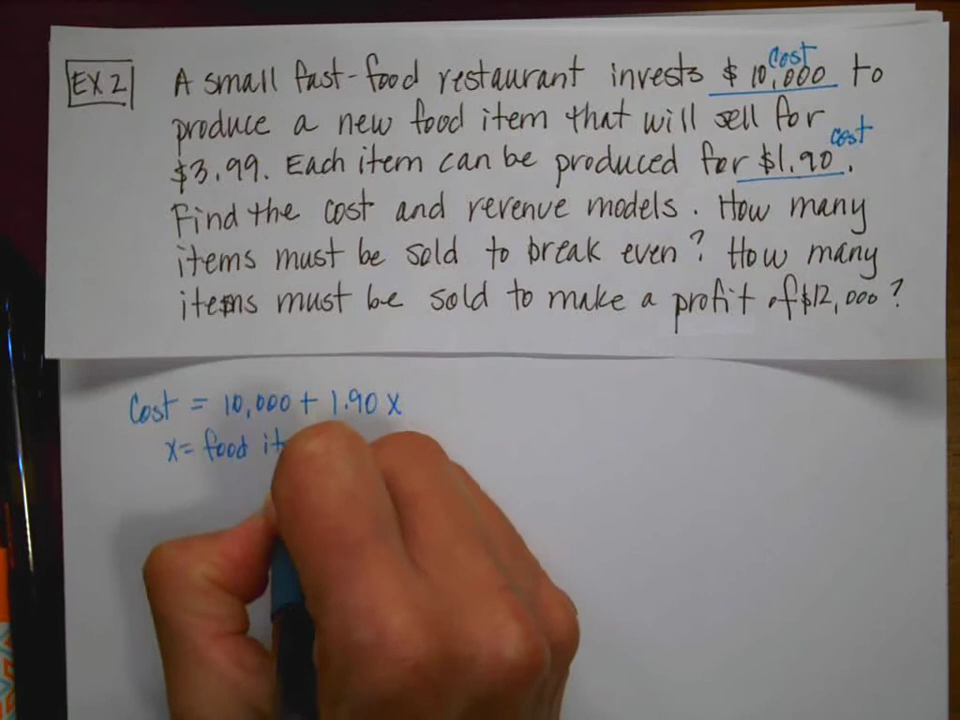 EX 2 A small fast-food restaurant invests $10,000 to
cost
produce a new food item that will sell for
$3.99. Each item can be produced for $1.90.
cost
Find the cost and revenue models. How many
items must be sold to break even? How many
items must be sold to make a profit of $12,000?
Cost = 10,000 + 1.90 x
x = food it